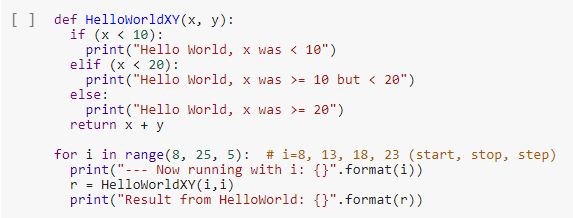 [ ] def HelloWorldXY(x, y):
  if (x < 10):
    print("Hello World, x was < 10")
  elif (x < 20):
    print("Hello World, x was >= 10 but < 20")
  else:
    print("Hello World, x was >= 20")
  return x + y

for i in range(8, 25, 5):  # i=8, 13, 18, 23 (start, stop, step)
  print("--- Now running with i: {}".format(i))
  r = HelloWorldXY(i,i)
  print("Result from HelloWorld: {}".format(r))